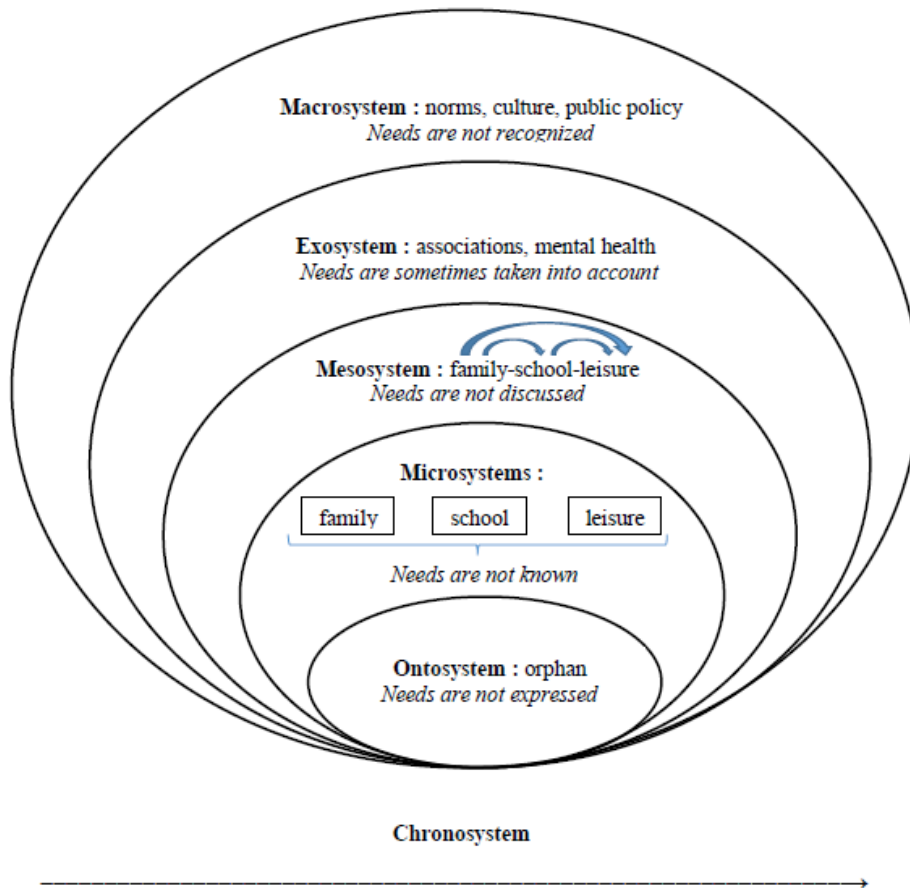 Macrosystem : norms, culture, public policy
Needs are not recognized
Exosystem : associations, mental health
Needs are sometimes taken into account
Mesosystem : family-school-leisure
Needs are not discussed
Microsystems :
family school leisure
Needs are not known
Ontosystem : orphan
Needs are not expressed
Chronosystem